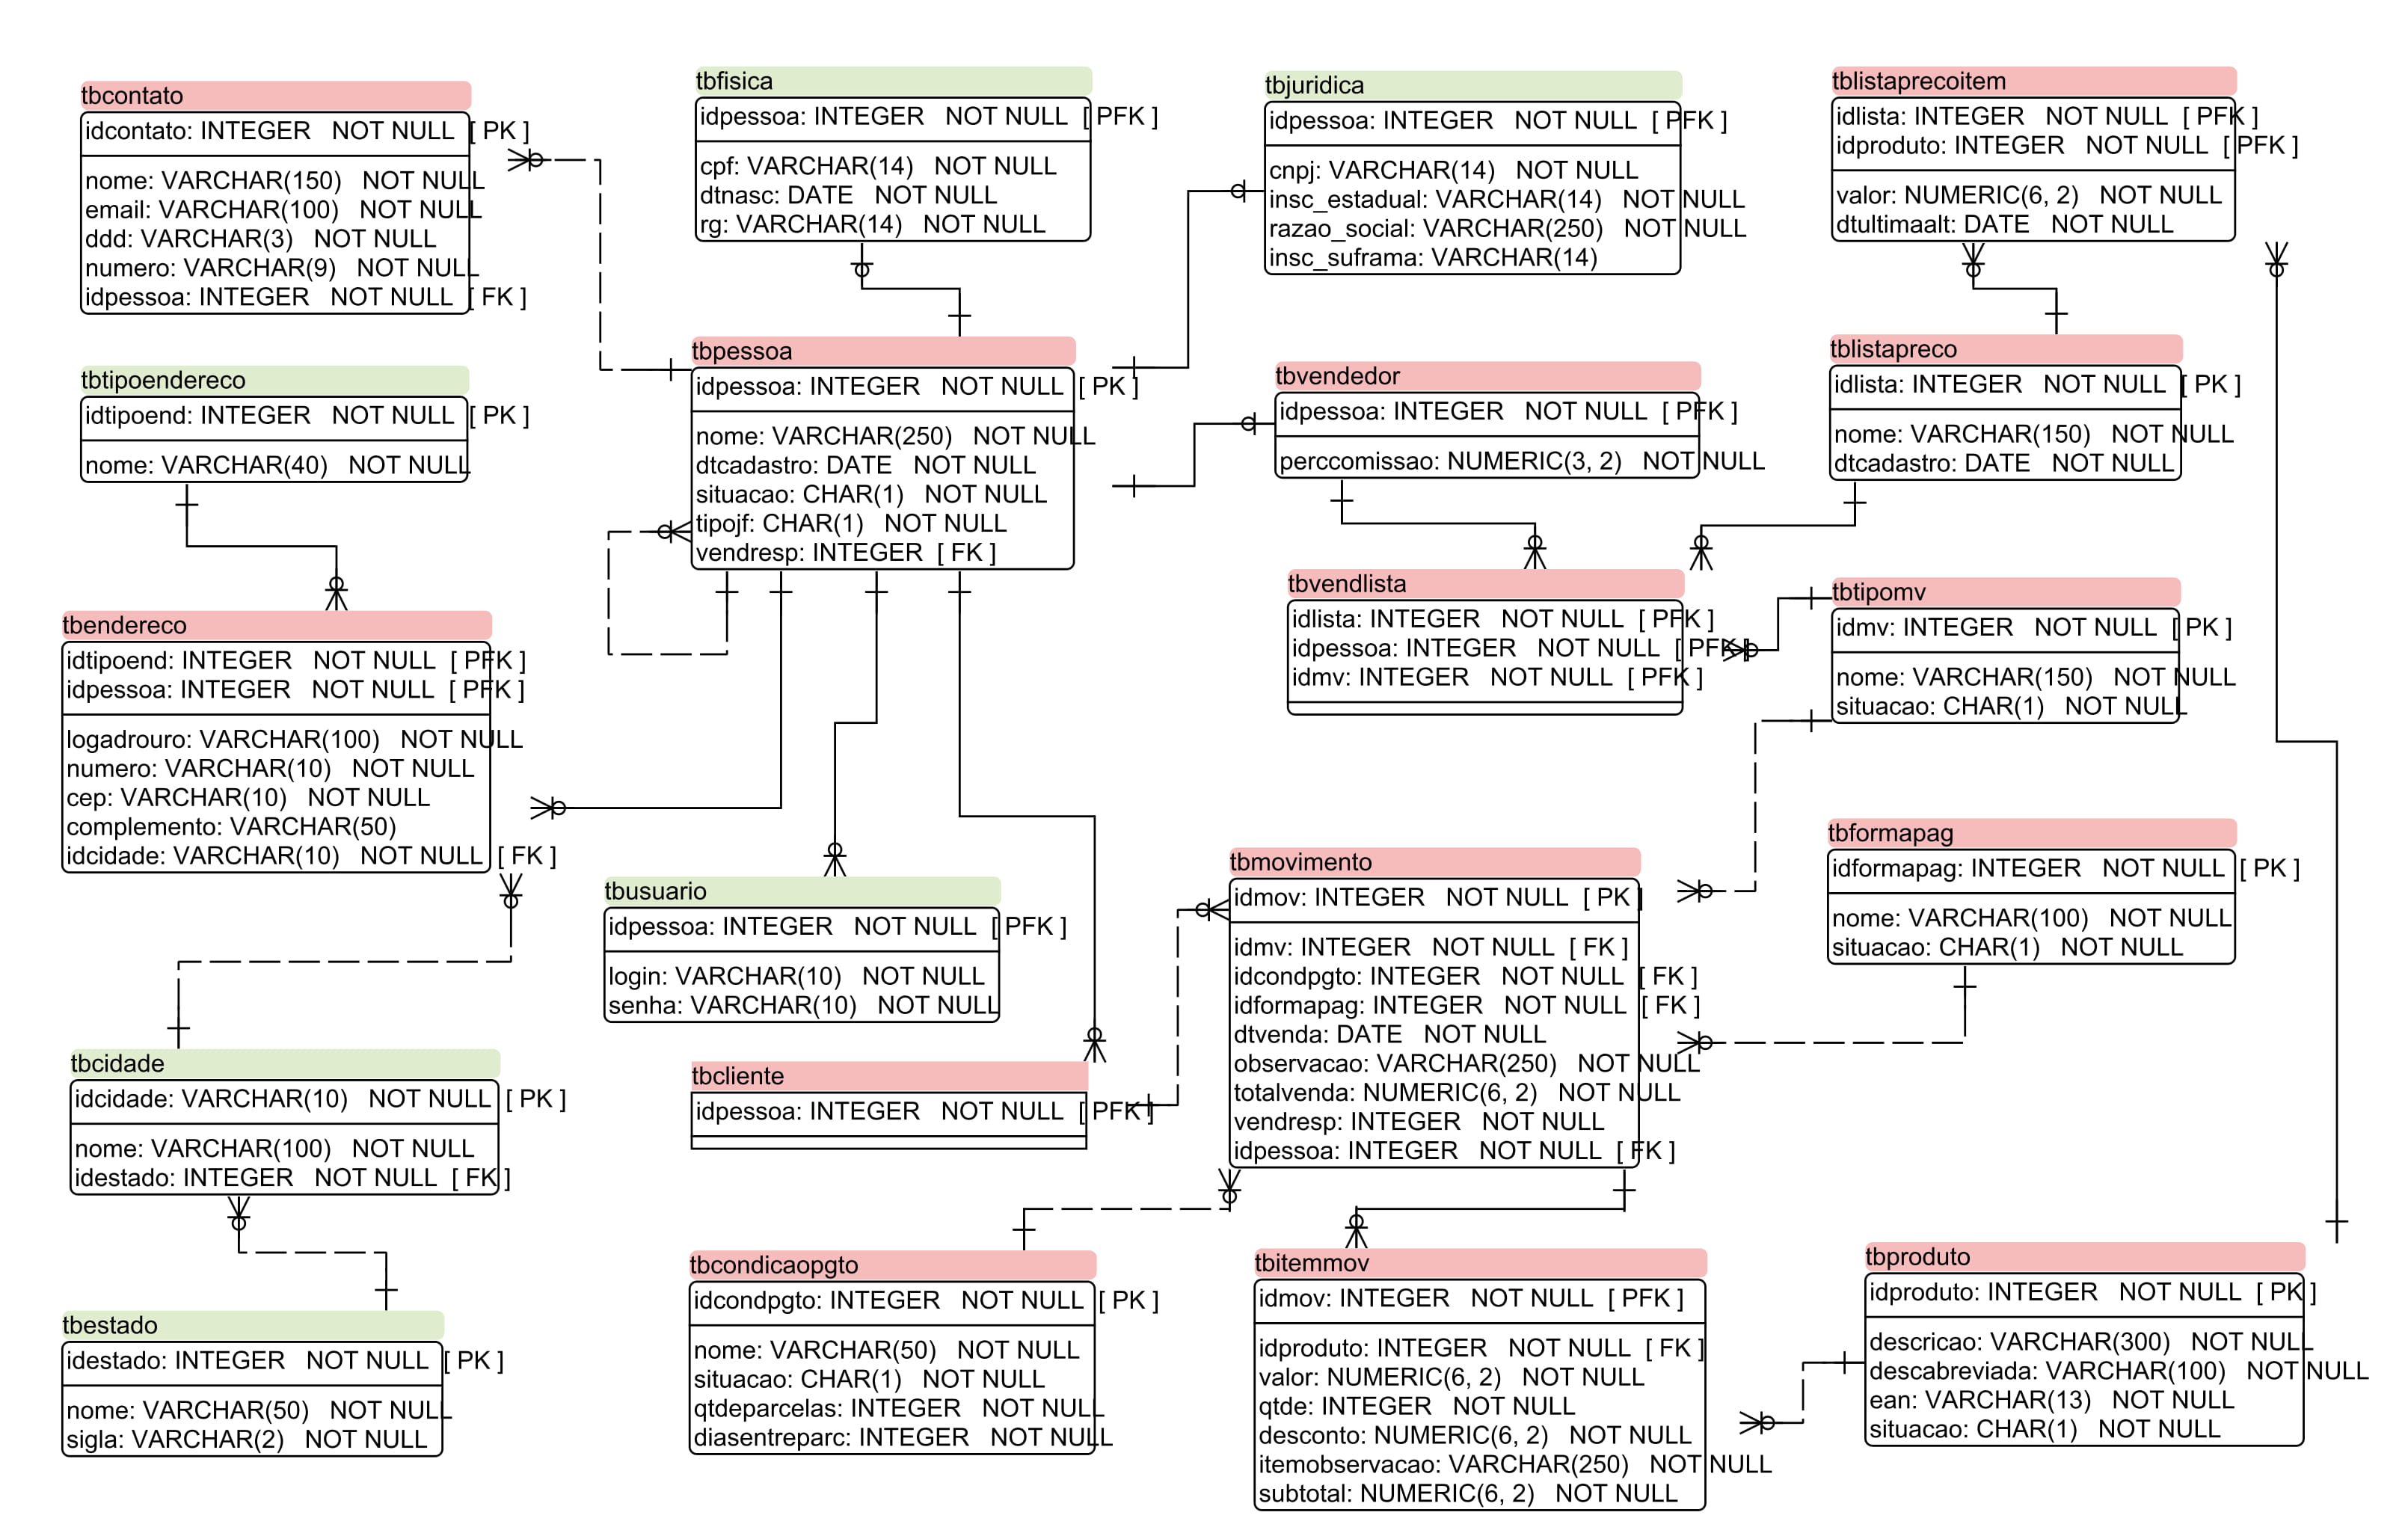 tbcontato
idcontato: INTEGER NOT NULL [ PK ]
nome: VARCHAR(150) NOT NULL
email: VARCHAR(100) NOT NULL
ddd: VARCHAR(3) NOT NULL
numero: VARCHAR(9) NOT NULL
idpessoa: INTEGER NOT NULL [ FK ]
tbfisica
idpessoa: INTEGER NOT NULL [ PFK ]
cpf: VARCHAR(14) NOT NULL
dtnasc: DATE NOT NULL
rg: VARCHAR(14) NOT NULL
tbjuridica
idpessoa: INTEGER NOT NULL [ PFK ]
cnpj: VARCHAR(14) NOT NULL
insc_estadual: VARCHAR(14) NOT NULL
razao_social: VARCHAR(250) NOT NULL
insc_suframa: VARCHAR(14)
tblistaprecoitem
idlista: INTEGER NOT NULL [ PFK ]
idproduto: INTEGER NOT NULL [ PFK ]
valor: NUMERIC(6, 2) NOT NULL
dtultimaalt: DATE NOT NULL
tbtipoendereco
idtipoend: INTEGER NOT NULL [ PK ]
nome: VARCHAR(40) NOT NULL
tbpessoa
idpessoa: INTEGER NOT NULL [ PK ]
nome: VARCHAR(250) NOT NULL
dtcadastro: DATE NOT NULL
situacao: CHAR(1) NOT NULL
tipojf: CHAR(1) NOT NULL
vendresp: INTEGER [ FK ]
tbvendedor
idpessoa: INTEGER NOT NULL [ PFK ]
perccomissao: NUMERIC(3, 2) NOT NULL
tblistapreco
idlista: INTEGER NOT NULL [ PK ]
nome: VARCHAR(150) NOT NULL
dtcadastro: DATE NOT NULL
tbendereco
idtipoend: INTEGER NOT NULL [ PFK ]
idpessoa: INTEGER NOT NULL [ PFK ]
logadrouro: VARCHAR(100) NOT NULL
numero: VARCHAR(10) NOT NULL
cep: VARCHAR(10) NOT NULL
complemento: VARCHAR(50)
idcidade: VARCHAR(10) NOT NULL [ FK ]
tbvendlista
idlista: INTEGER NOT NULL [ PFK ]
idpessoa: INTEGER NOT NULL [ PFK ]
idmv: INTEGER NOT NULL [ PFK ]
tbtipomv
idmv: INTEGER NOT NULL [ PK ]
nome: VARCHAR(150) NOT NULL
situacao: CHAR(1) NOT NULL
tbusuario
idpessoa: INTEGER NOT NULL [ PFK ]
login: VARCHAR(10) NOT NULL
senha: VARCHAR(10) NOT NULL
tbmovimento
idmov: INTEGER NOT NULL [ PK ]
idmv: INTEGER NOT NULL [ FK ]
idcondpgto: INTEGER NOT NULL [ FK ]
idformapag: INTEGER NOT NULL [ FK ]
dtvenda: DATE NOT NULL
observacao: VARCHAR(250) NOT NULL
totalvenda: NUMERIC(6, 2) NOT NULL
vendresp: INTEGER NOT NULL
idpessoa: INTEGER NOT NULL [ FK ]
tbformapag
idformapag: INTEGER NOT NULL [ PK ]
nome: VARCHAR(100) NOT NULL
situacao: CHAR(1) NOT NULL
tbcidade
idcidade: VARCHAR(10) NOT NULL [ PK ]
nome: VARCHAR(100) NOT NULL
idestado: INTEGER NOT NULL [ FK ]
tbcliente
idpessoa: INTEGER NOT NULL [ PFK ]
tbestado
idestado: INTEGER NOT NULL [ PK ]
nome: VARCHAR(50) NOT NULL
sigla: VARCHAR(2) NOT NULL
tbcondicaopgto
idcondpgto: INTEGER NOT NULL [ PK ]
nome: VARCHAR(50) NOT NULL
situacao: CHAR(1) NOT NULL
qtdeparcelas: INTEGER NOT NULL
diasentreparc: INTEGER NOT NULL
tbitemmov
idmov: INTEGER NOT NULL [ PFK ]
idproduto: INTEGER NOT NULL [ FK ]
valor: NUMERIC(6, 2) NOT NULL
qtde: INTEGER NOT NULL
desconto: NUMERIC(6, 2) NOT NULL
itemobservacao: VARCHAR(250) NOT NULL
subtotal: NUMERIC(6, 2) NOT NULL
tbproduto
idproduto: INTEGER NOT NULL [ PK ]
descricao: VARCHAR(300) NOT NULL
descabreviada: VARCHAR(100) NOT NULL
ean: VARCHAR(13) NOT NULL
situacao: CHAR(1) NOT NULL